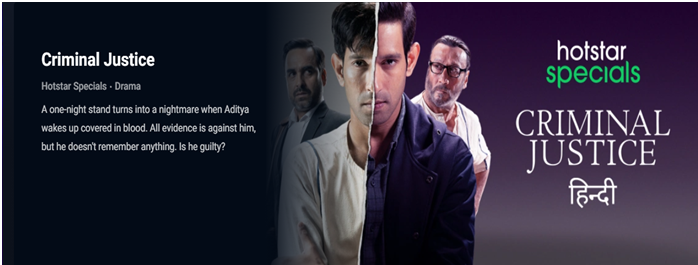 Criminal Justice
Hotstar Specials · Drama
A one-night stand turns into a nightmare when Aditya
wakes up covered in blood. All evidence is against him,
but he doesn't remember anything. Is he guilty?
hotstar
specials
CRIMINAL
JUSTICE
हिन्दी